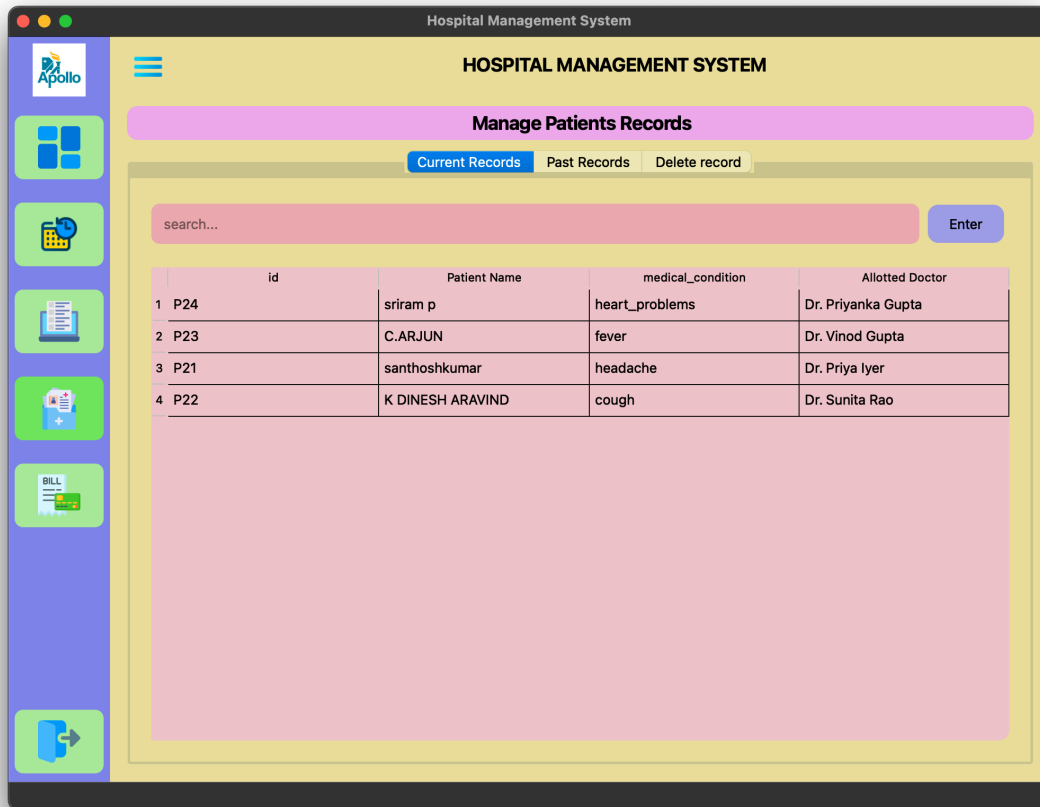 Hospital Management System
Apollo
HOSPITAL MANAGEMENT SYSTEM
Manage Patients Records
Current Records Past Records Delete record
search... Enter
id Patient Name medical_condition Allotted Doctor
1 P24 sriram p heart_problems Dr. Priyanka Gupta
2 P23 C.ARJUN fever Dr. Vinod Gupta
3 P21 santhoshkumar headache Dr. Priya Iyer
4 P22 K DINESH ARAVIND cough Dr. Sunita Rao
BILL